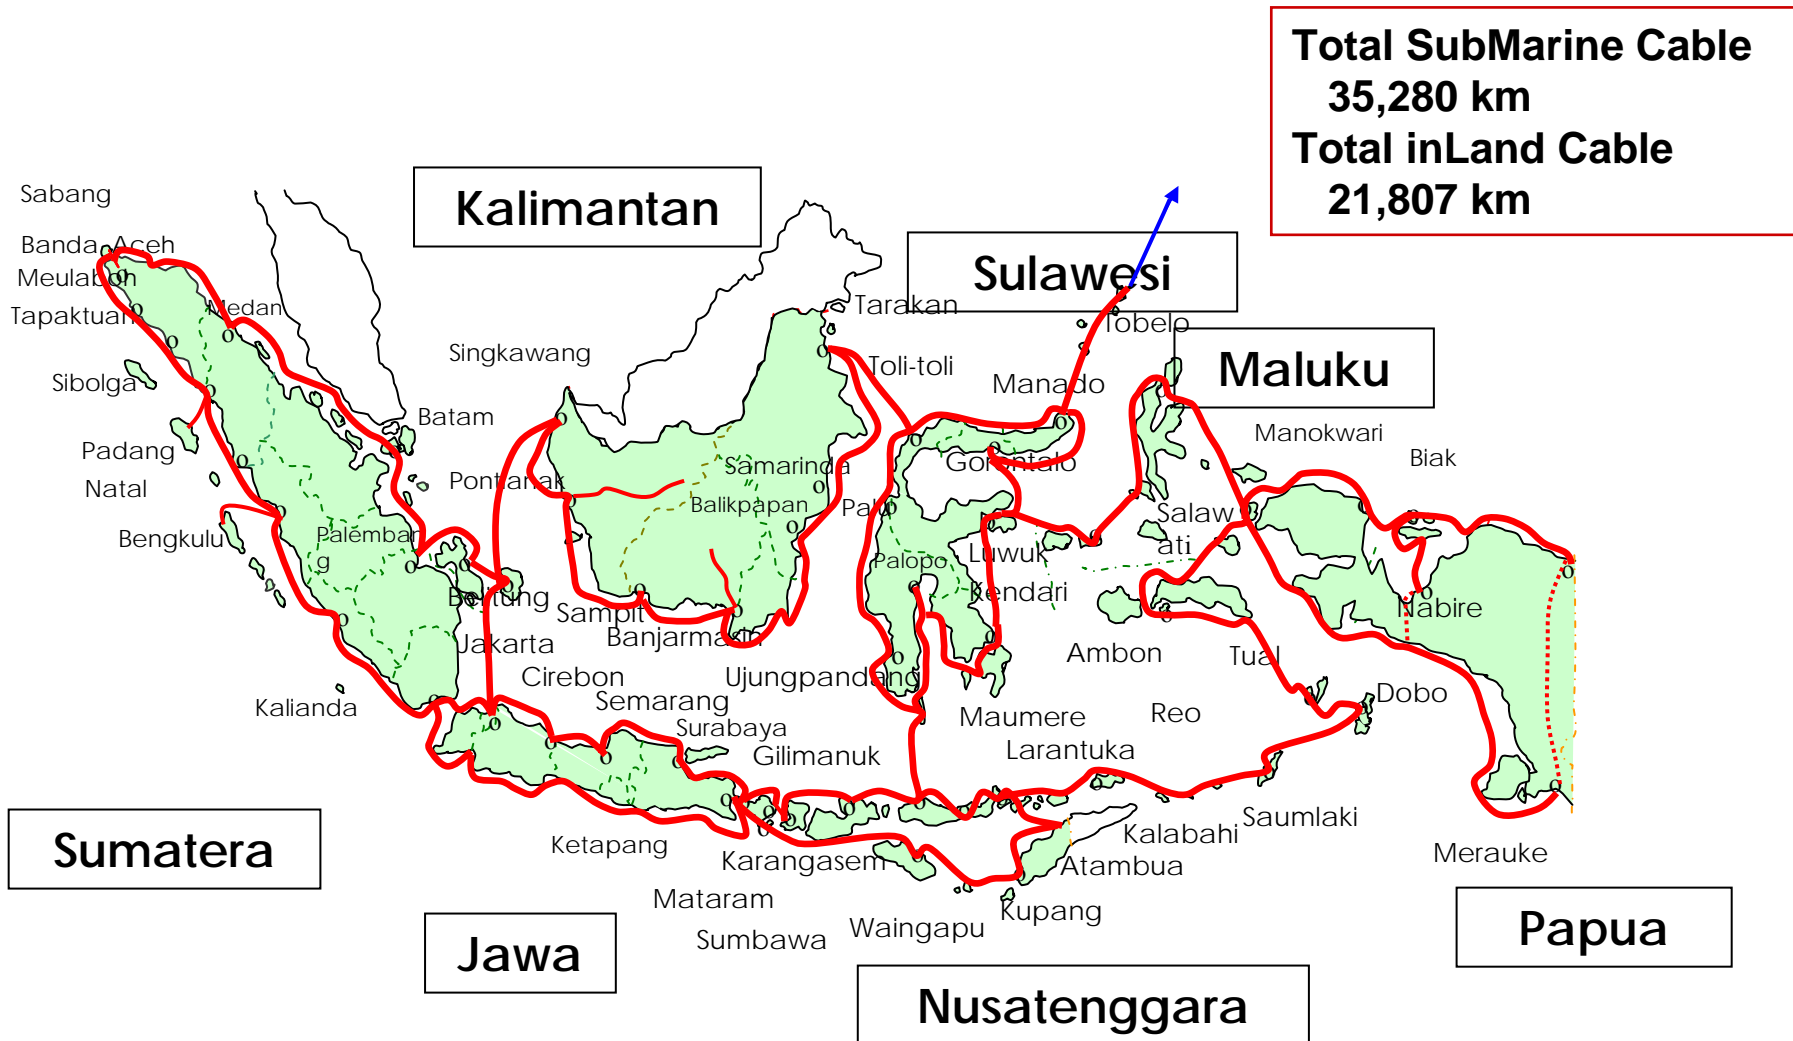 Total SubMarine Cable
35,280 km
Total inLand Cable
21,807 km
Sabang
Kalimantan
Banda Aceh
Sulawesi
Meulaboh
Tapaktuan
Medan
Tarakan
Tobelo
Singkawang
Toli-toli
Maluku
Sibolga
Manado
Batam
Manokwari
Padang
Biak
Natal
Pontianak
Samarinda
Gorontalo
Balikpapan
Palu
Bengkulu
Palemban
g
Salaw
ati
Luwuk
Palopo
Kendari
Belitung
Sampit
Nabire
Jakarta
Banjarmasin
Ambon
Tual
Cirebon
Ujungpandang
Dobo
Kalianda
Semarang
Maumere
Reo
Surabaya
Gilimanuk
Larantuka
Saumlaki
Kalabahi
Ketapang
Karangasem
Atambua
Merauke
Sumatera
Mataram
Kupang
Waingapu
Sumbawa
Papua
Jawa
Nusatenggara